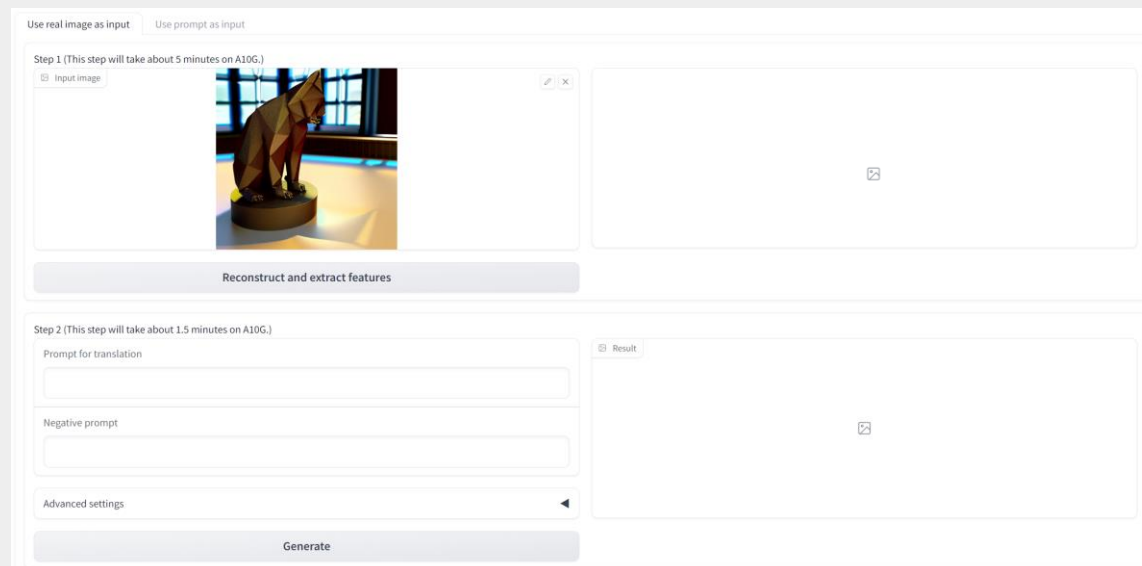 Use real image as input
Use prompt as input
Step 1 (This step will take about 5 minutes on A10G.)
Input image
Reconstruct and extract features
Step 2 (This step will take about 1.5 minutes on A10G.)
Prompt for translation
Negative prompt
Advanced settings
Generate
Result